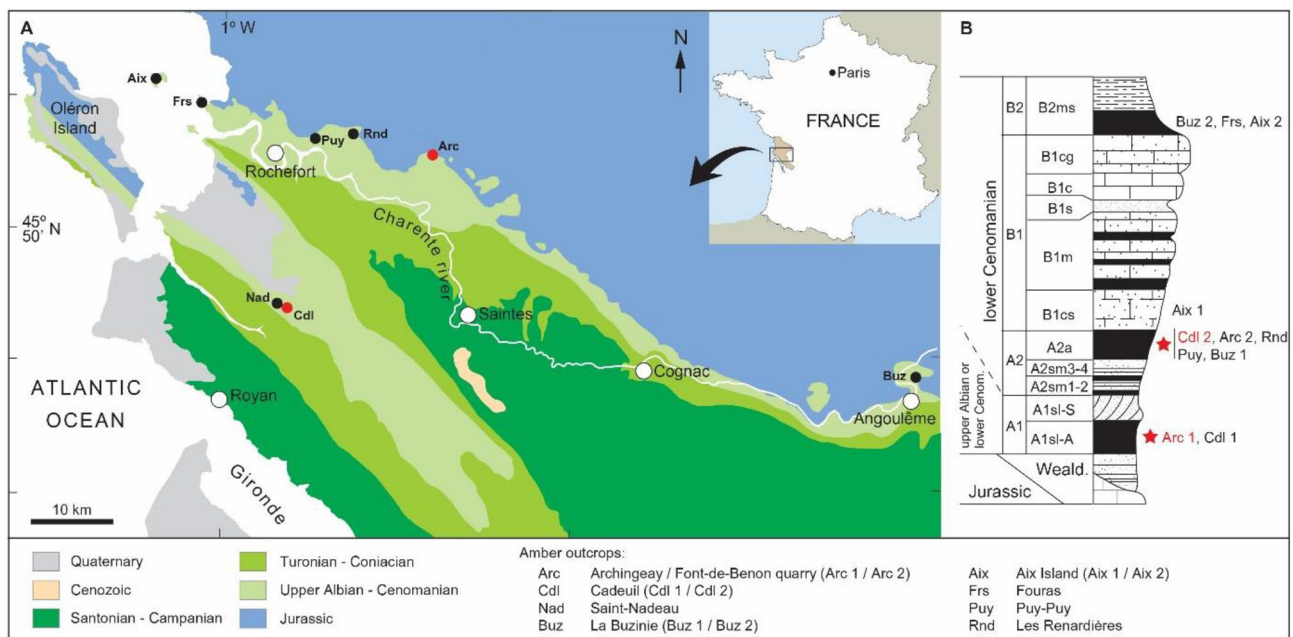 A
1° W
N
Paris
FRANCE
Aix
Frs
Oléron
Island
Puy
Rnd
Arc
Rochefort
45°
50'
N
Charente river
Nad
Cdl
Saintes
Cognac
Buz
Angoulême
ATLANTIC
OCEAN
Royan
Gironde
10 km
B
B2
B2ms
Buz 2, Frs, Aix 2
lower Cenomanian
B1
B1cg
B1c
B1s
B1m
B1cs
Aix 1
upper Albian or
lower Cenom.
A2
A2a
Cdl 2, Arc 2, Rnd
Puy, Buz 1
A2sm3-4
A2sm1-2
A1
A1sl-S
A1sl-A
Arc 1, Cdl 1
Weald.
Jurassic
Quaternary
Cenozoic
Santonian - Campanian
Turonian - Coniacian
Upper Albian - Cenomanian
Jurassic
Amber outcrops:
Arc Archingeay / Font-de-Benon quarry (Arc 1 / Arc 2)
Cdl Cadeuil (Cdl 1 / Cdl 2)
Nad Saint-Nadeau
Buz La Buzinie (Buz 1 / Buz 2)
Aix Aix Island (Aix 1 / Aix 2)
Frs Fouras
Puy Puy-Puy
Rnd Les Renardières